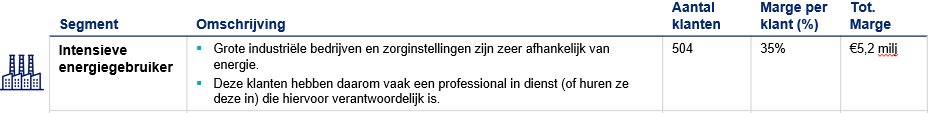 Segment Omschrijving Aantal klanten Marge per klant (%) Tot. Marge
Intensieve energiegebruiker
Grote industriële bedrijven en zorginstellingen zijn zeer afhankelijk van
energie.
Deze klanten hebben daarom vaak een professional in dienst (of huren ze
deze in) die hiervoor verantwoordelijk is.
504 35% €5,2 milj